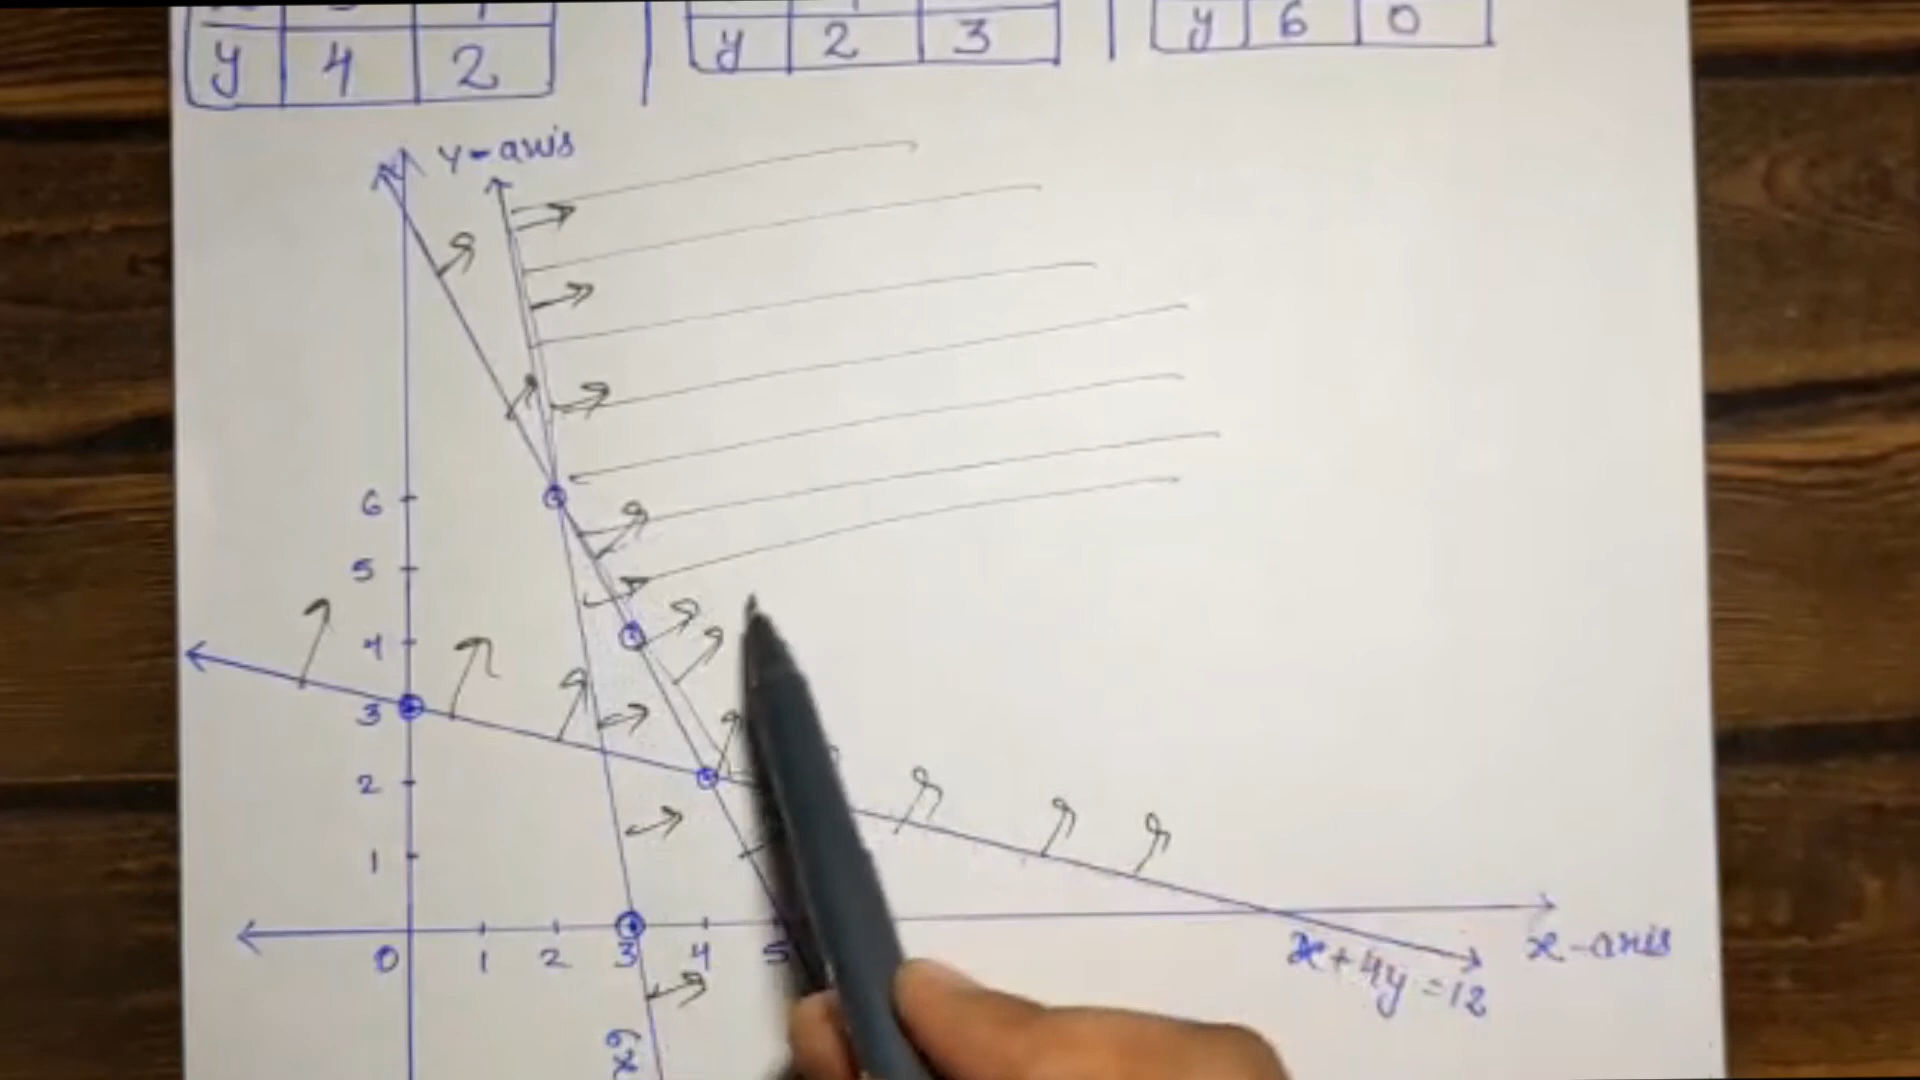 y 4 2
y 2 3
y 6 0
Y-axis
6
5
4
3
2
1
0 1 2 3 4 5
x-axis
x+4y=12